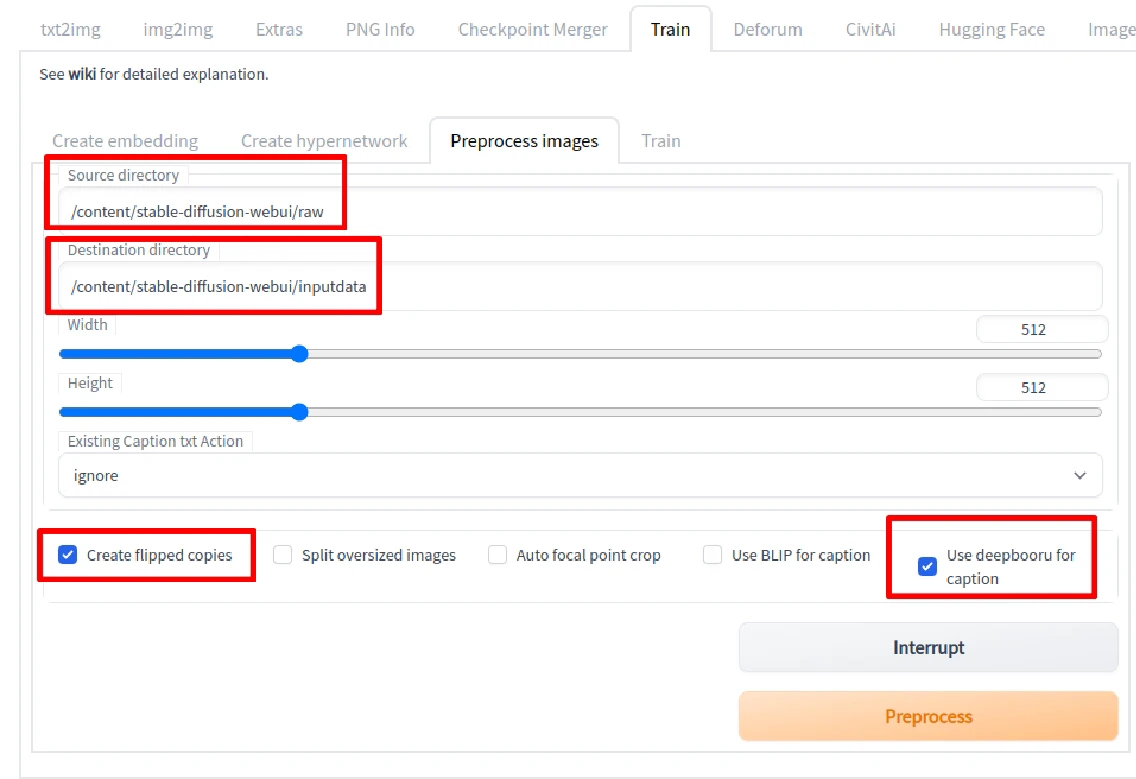 txt2img img2img Extras PNG Info Checkpoint Merger Train Deforum CivitAi Hugging Face Image
See wiki for detailed explanation.
Create embedding Create hypernetwork Preprocess images Train
Source directory
/content/stable-diffusion-webui/raw
Destination directory
/content/stable-diffusion-webui/inputdata
Width 512
Height 512
Existing Caption txt Action
ignore
Create flipped copies Split oversized images Auto focal point crop Use BLIP for caption Use deepbooru for
caption
Interrupt
Preprocess